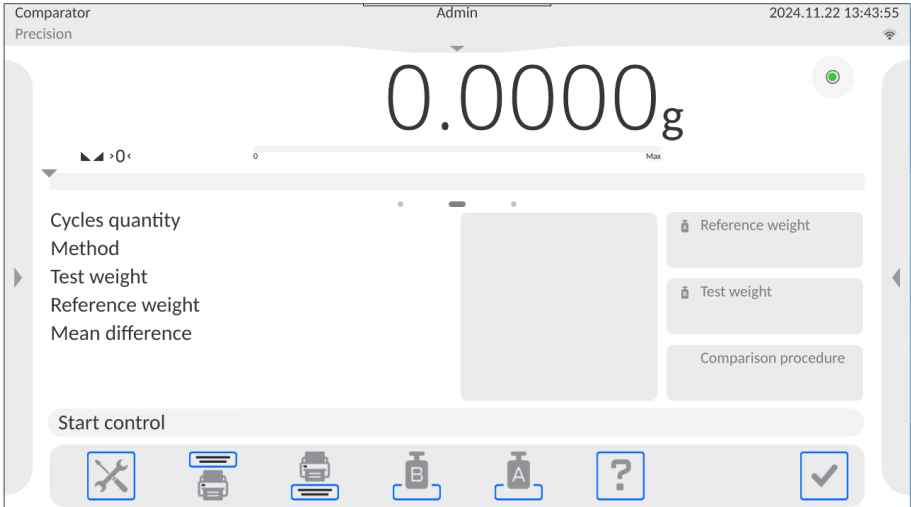 Comparator
Admin
2024.11.22 13:43:55
Precision
0.0000g
›0‹
0
Max
Cycles quantity
Method
Test weight
Reference weight
Mean difference
A Reference weight
B Test weight
Comparison procedure
Start control
B
A
?